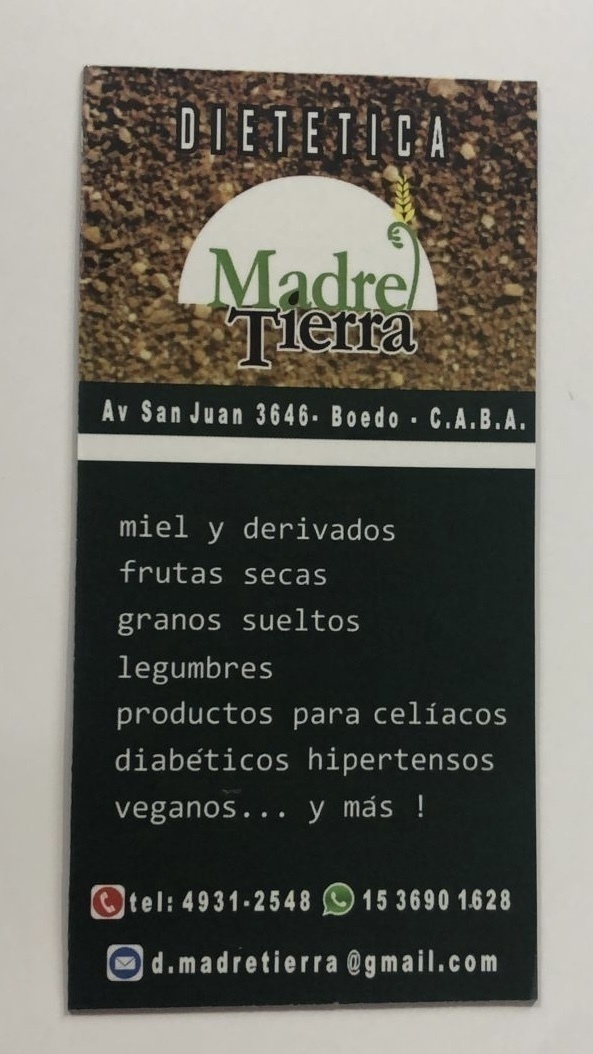 DIETETICA
Madre
Tierra
Av San Juan 3646- Boedo - C.A.B.A.
miel y derivados
frutas secas
granos sueltos
legumbres
productos para celíacos
diabéticos hipertensos
veganos... y más !
tel: 4931-2548 15 3690 1628
d.madretierra @gmail.com